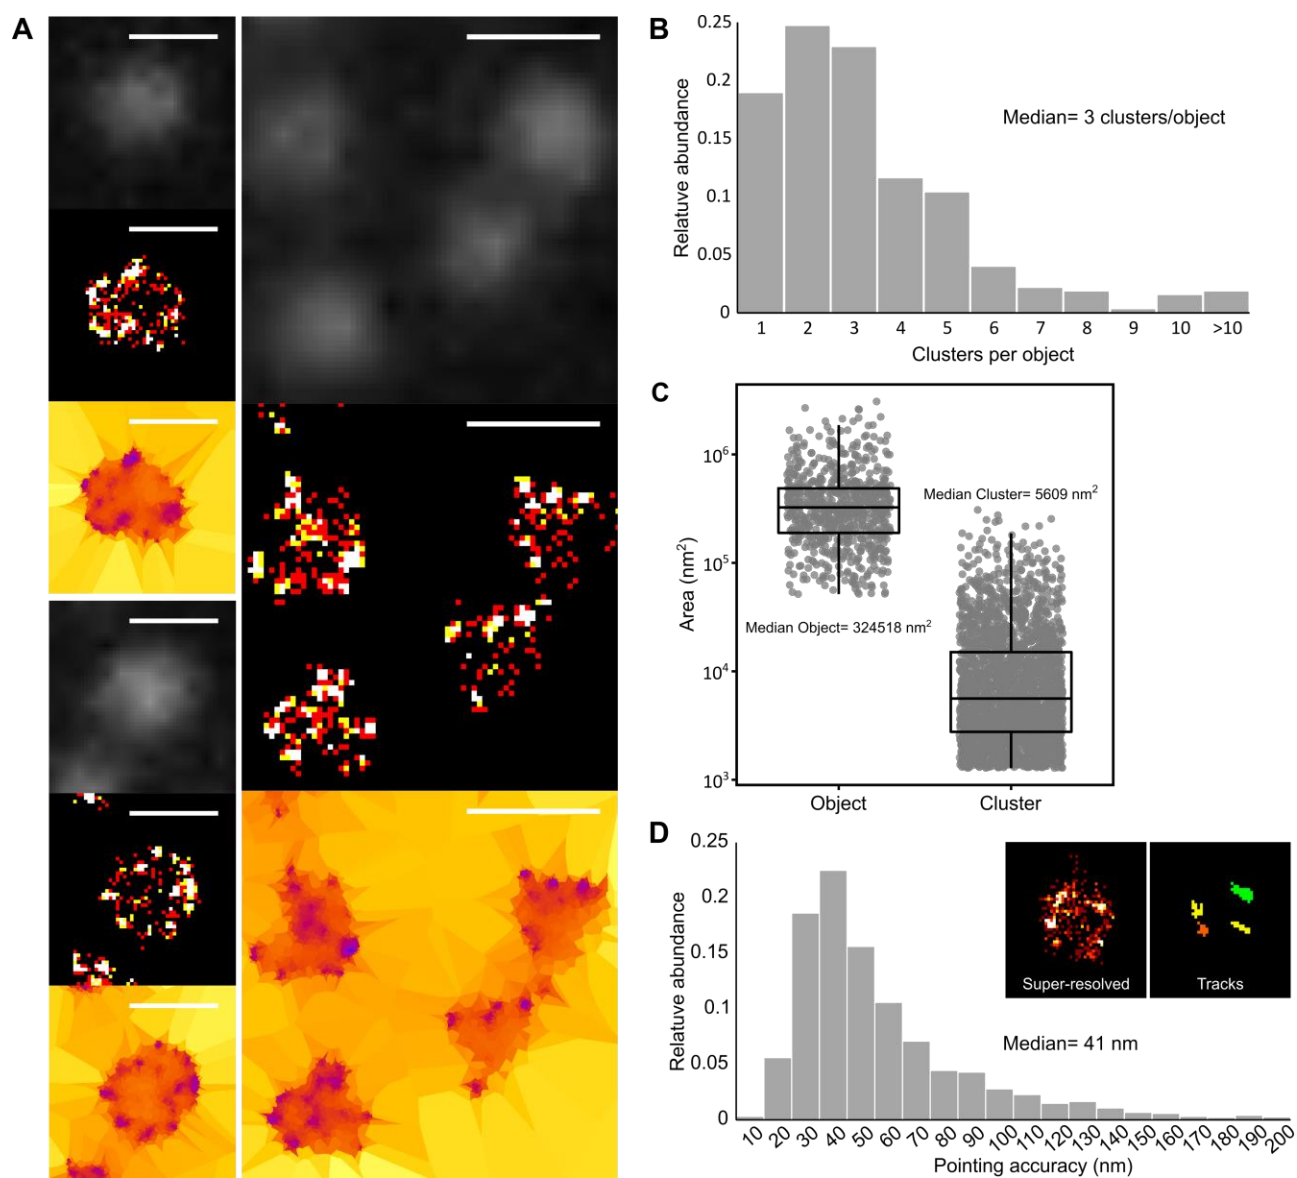 A
B
0.25
0.2
0.15
0.1
0.05
0
Relative abundance
Median= 3 clusters/object
1 2 3 4 5 6 7 8 9 10 >10
Clusters per object
C
10⁶
10⁵
10⁴
10³
Area (nm²)
Median Cluster= 5609 nm²
Median Object= 324518 nm²
Object Cluster
D
0.25
0.2
0.15
0.1
0.05
0
Relative abundance
Super-resolved Tracks
Median= 41 nm
10 20 30 40 50 60 70 80 90 100 110 120 130 140 150 160 170 180 190 200
Pointing accuracy (nm)